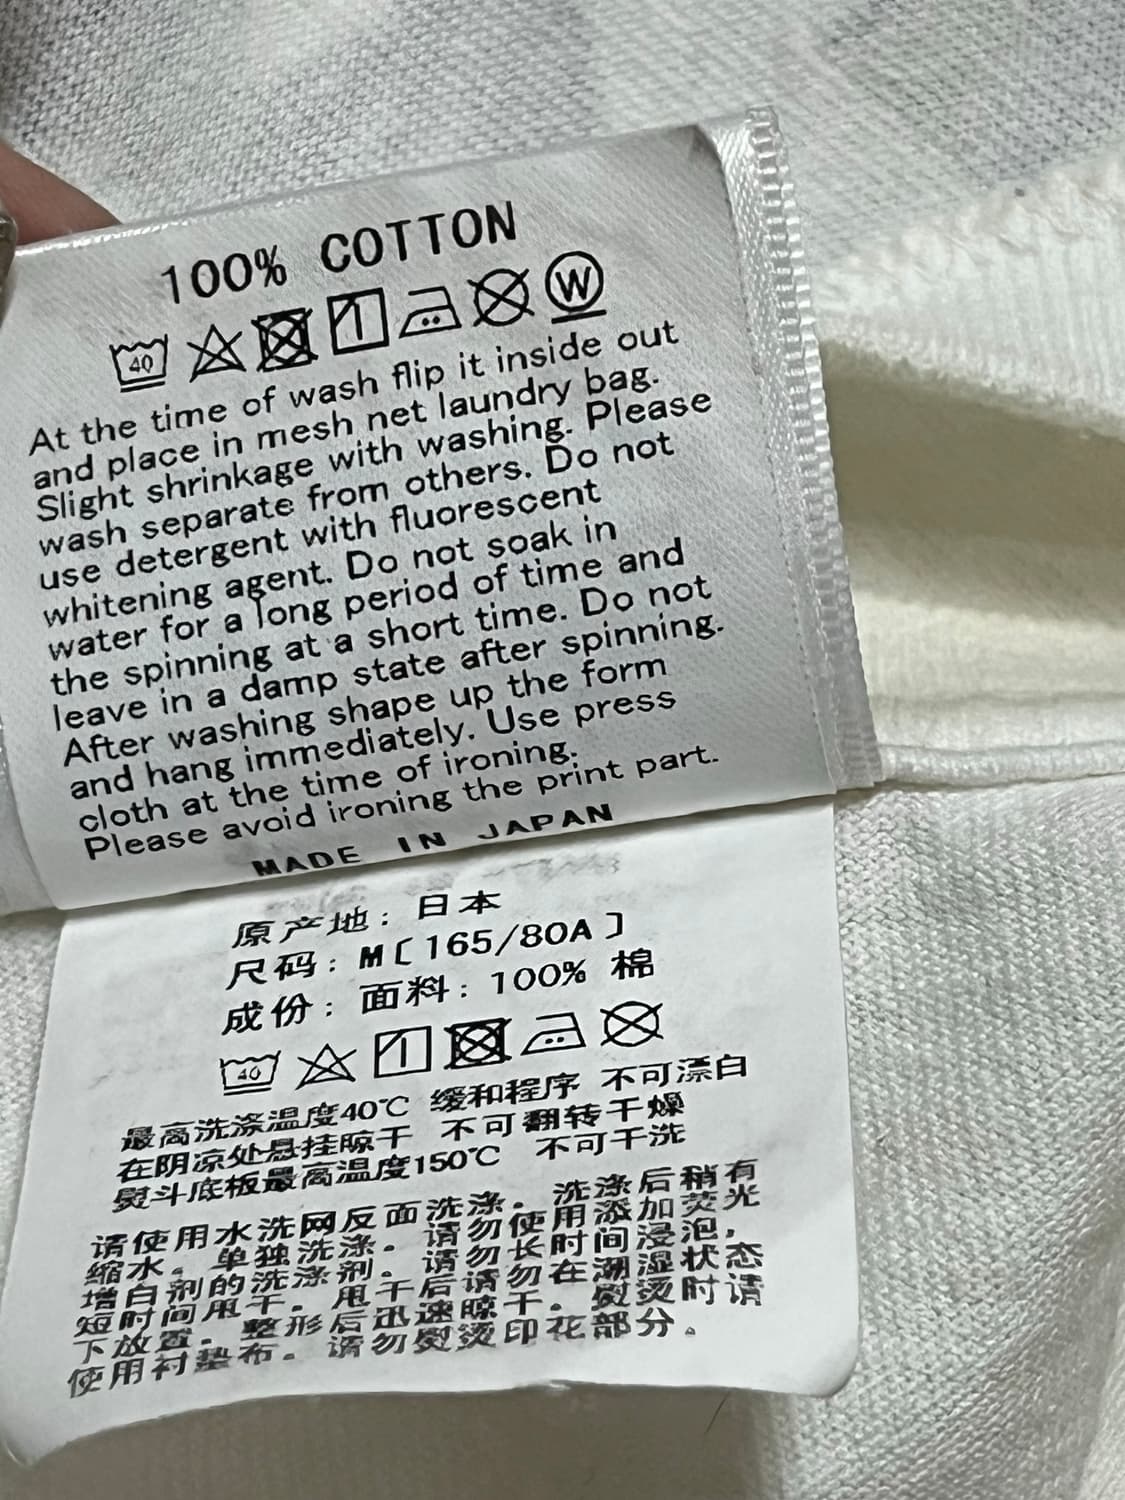 100% COTTON
40 W
At the time of wash flip it inside out
and place in mesh net laundry bag.
Slight shrinkage with washing. Please
wash separate from others. Do not
use detergent with fluorescent
whitening agent. Do not soak in
water for a long period of time and
the spinning at a short time. Do not
leave in a damp state after spinning.
After washing shape up the form
and hang immediately. Use press
cloth at the time of ironing.
Please avoid ironing the print part.
MADE IN JAPAN
原产地：日本
尺码：M[165/80A]
成份：面料：100% 棉
40
最高洗涤温度40℃ 缓和程序 不可漂白
在阴凉处悬挂晾干 不可翻转干燥
熨斗底板最高温度150℃ 不可干洗
请使用水洗网反面洗涤。洗涤后稍有
缩水。单独洗涤。请勿使用添加荧光
增白剂的洗涤剂。请勿长时间浸泡，
短时间甩干。甩干后请勿在潮湿状态
下放置。整形后迅速晾干。熨烫时请
使用衬垫布。请勿熨烫印花部分。